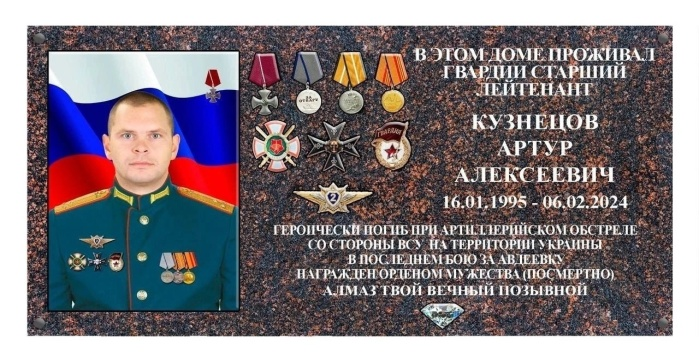 В ЭТОМ ДОМЕ ПРОЖИВАЛ
ГВАРДИИ СТАРШИЙ
ЛЕЙТЕНАНТ
КУЗНЕЦОВ
АРТУР
АЛЕКСЕЕВИЧ
16.01.1995 - 06.02.2024
ГЕРОИЧЕСКИ ПОГИБ ПРИ АРТИЛЛЕРИЙСКОМ ОБСТРЕЛЕ
СО СТОРОНЫ ВСУ НА ТЕРРИТОРИИ УКРАИНЫ
В ПОСЛЕДНЕМ БОЮ ЗА АВДЕЕВКУ
НАГРАЖДЕН ОРДЕНОМ МУЖЕСТВА (ПОСМЕРТНО)
АЛМАЗ ТВОЙ ВЕЧНЫЙ ПОЗЫВНОЙ
ГВАРДИЯ
2